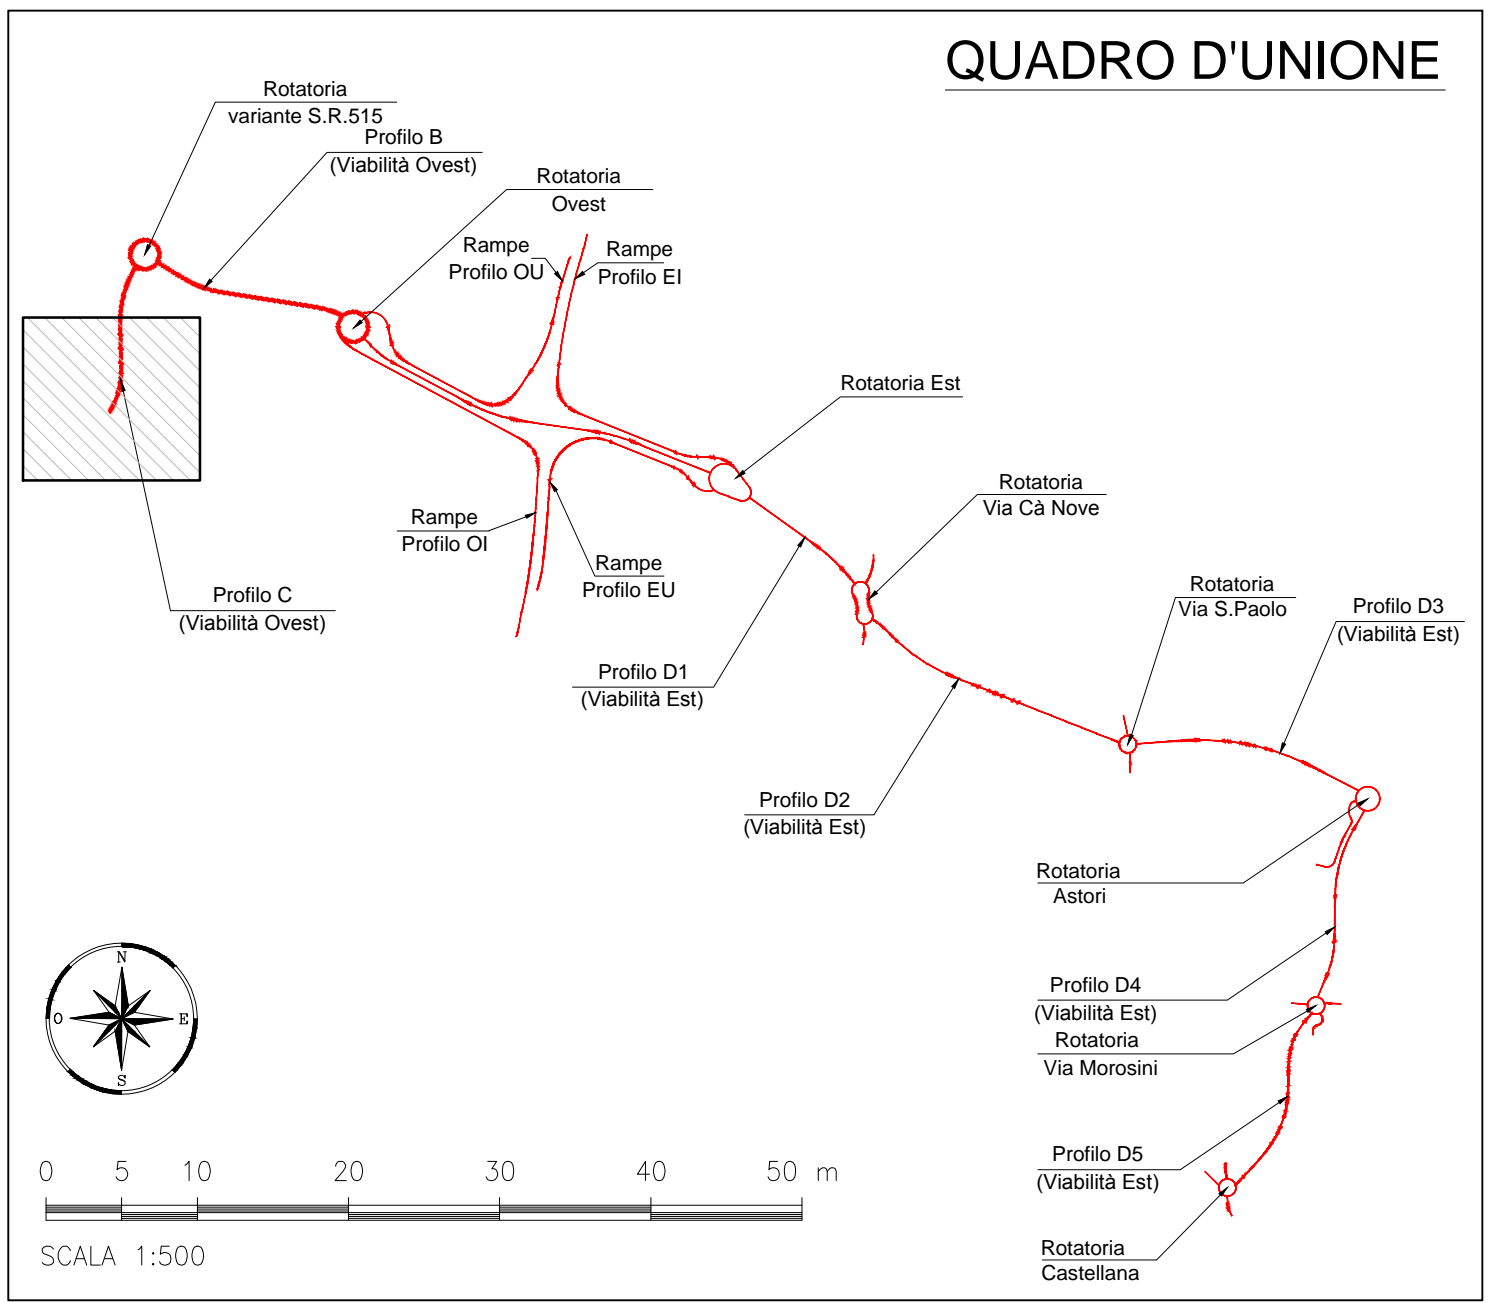 QUADRO D'UNIONE
Rotatoria
variante S.R.515
Profilo B
(Viabilità Ovest)
Rotatoria
Ovest
Rampe
Profilo OU
Rampe
Profilo EI
Rotatoria Est
Rotatoria
Via Cà Nove
Rampe
Profilo OI
Rampe
Profilo EU
Profilo C
(Viabilità Ovest)
Rotatoria
Via S.Paolo
Profilo D3
(Viabilità Est)
Profilo D1
(Viabilità Est)
Profilo D2
(Viabilità Est)
Rotatoria
Astori
Profilo D4
(Viabilità Est)
Rotatoria
Via Morosini
Profilo D5
(Viabilità Est)
Rotatoria
Castellana
N
O
E
S
0 5 10 20 30 40 50 m
SCALA 1:500